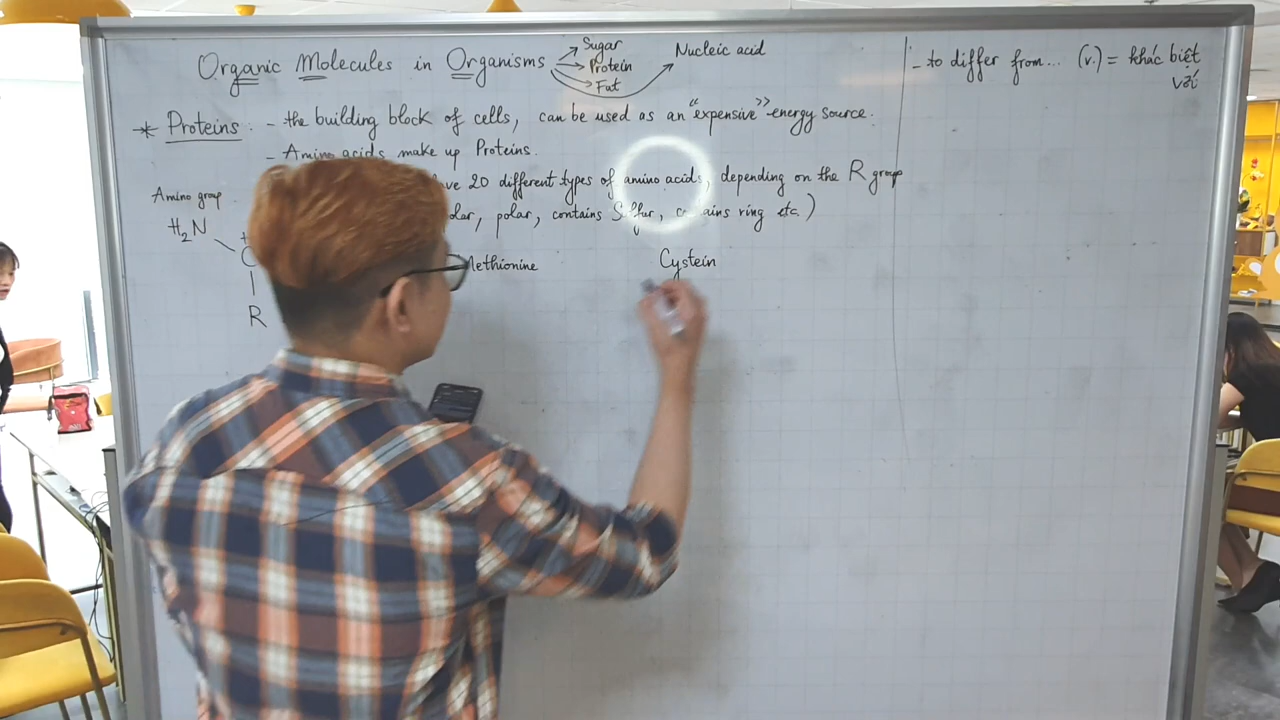 Organic Molecules in Organisms
Sugar
Protein
Fat
Nucleic acid
* Proteins: - the building block of cells, can be used as an "expensive" energy source.
- Amino acids make up Proteins.
20 different types of amino acids, depending on the R group
polar, contains Sulfur, ring etc.)
Amino group
H₂N
C
R
Methionine
Cystein
- to differ from... (v.) = khác biệt
với